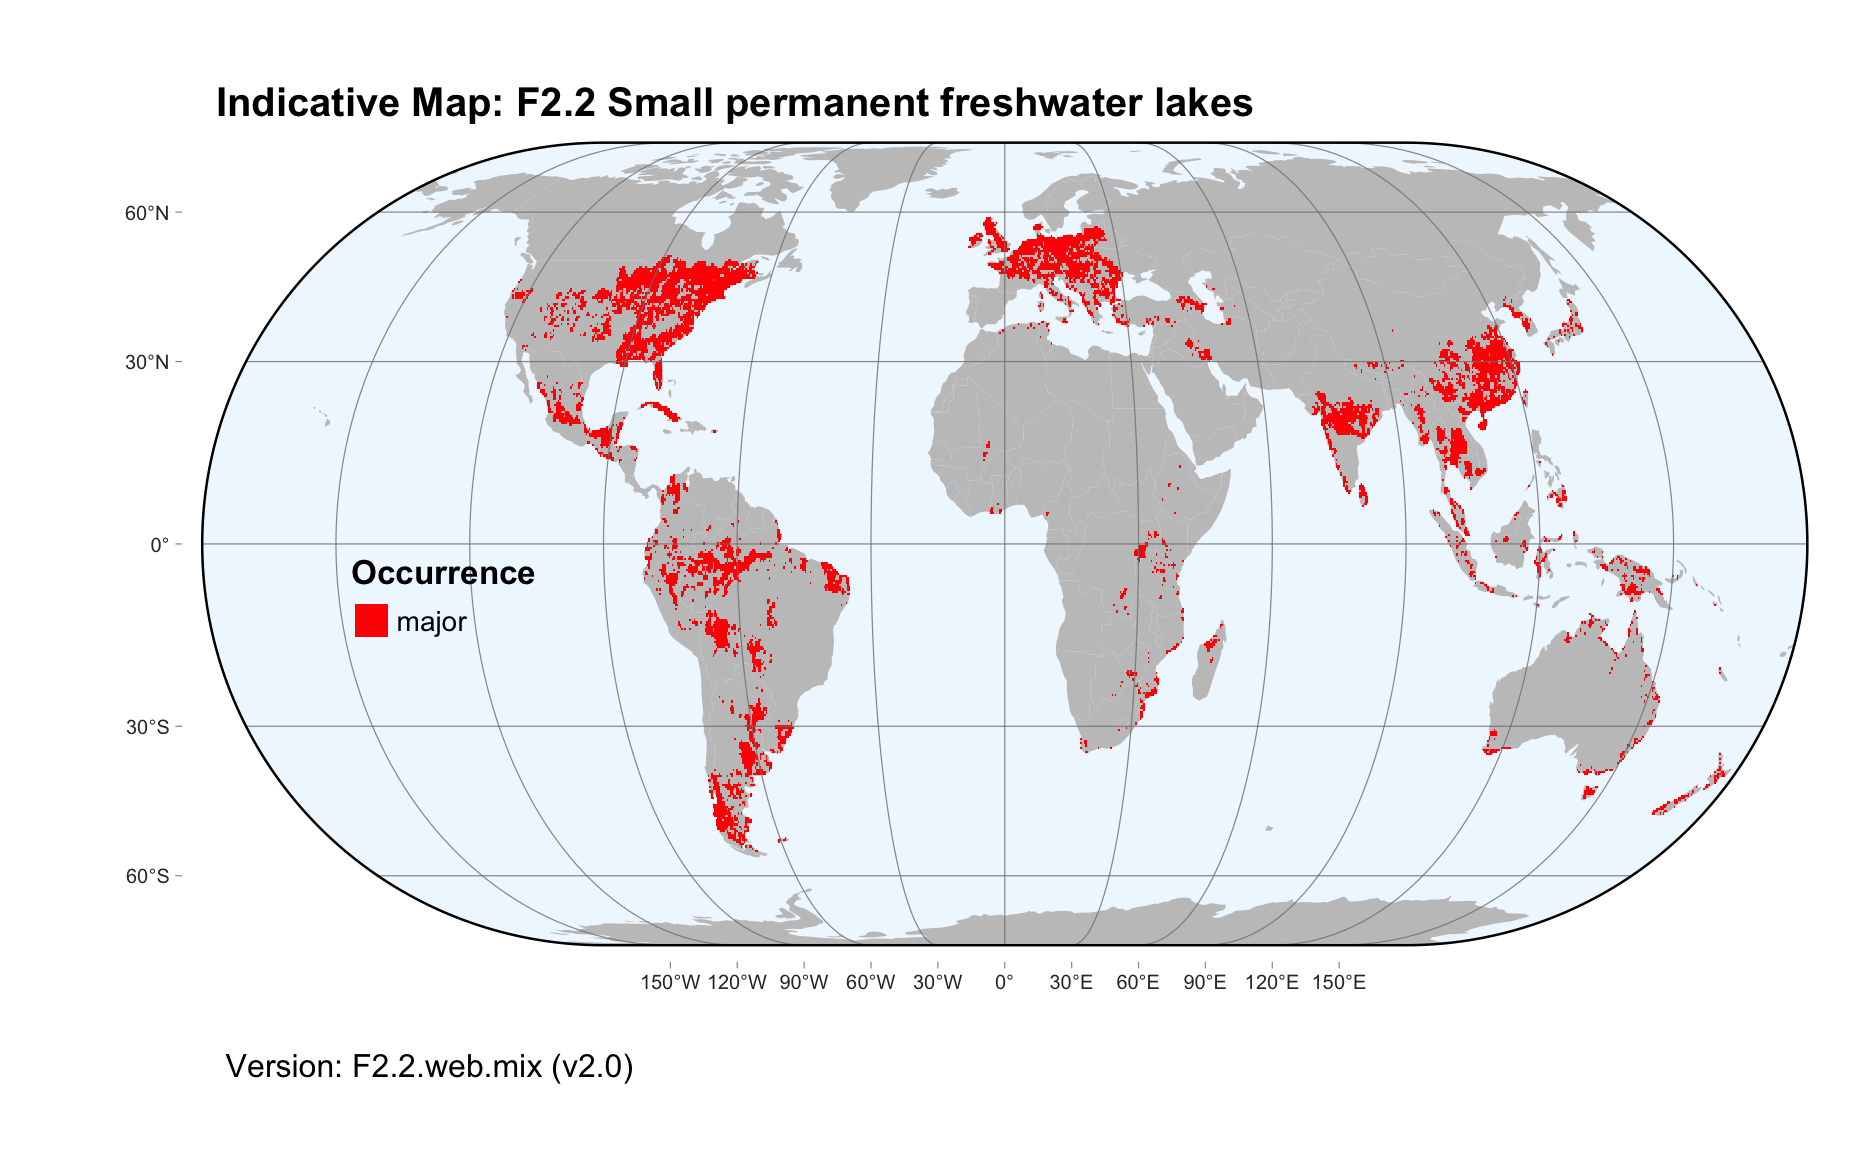 Indicative Map: F2.2 Small permanent freshwater lakes
60°N
30°N
0°
30°S
60°S
Occurrence
major
150°W 120°W 90°W 60°W 30°W 0° 30°E 60°E 90°E 120°E 150°E
Version: F2.2.web.mix (v2.0)